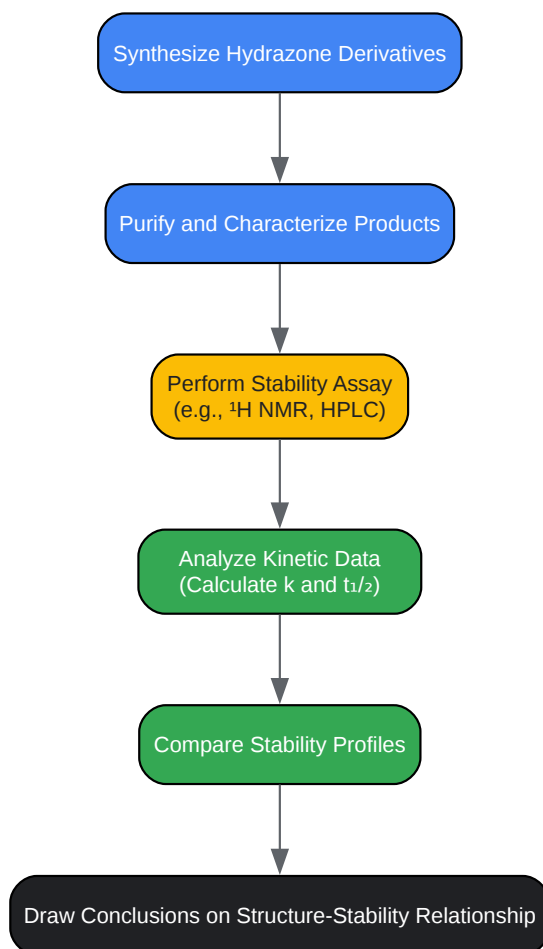 Synthesize Hydrazone Derivatives
Purify and Characterize Products
Perform Stability Assay
(e.g., ¹H NMR, HPLC)
Analyze Kinetic Data
(Calculate k and t₁/₂)
Compare Stability Profiles
Draw Conclusions on Structure-Stability Relationship